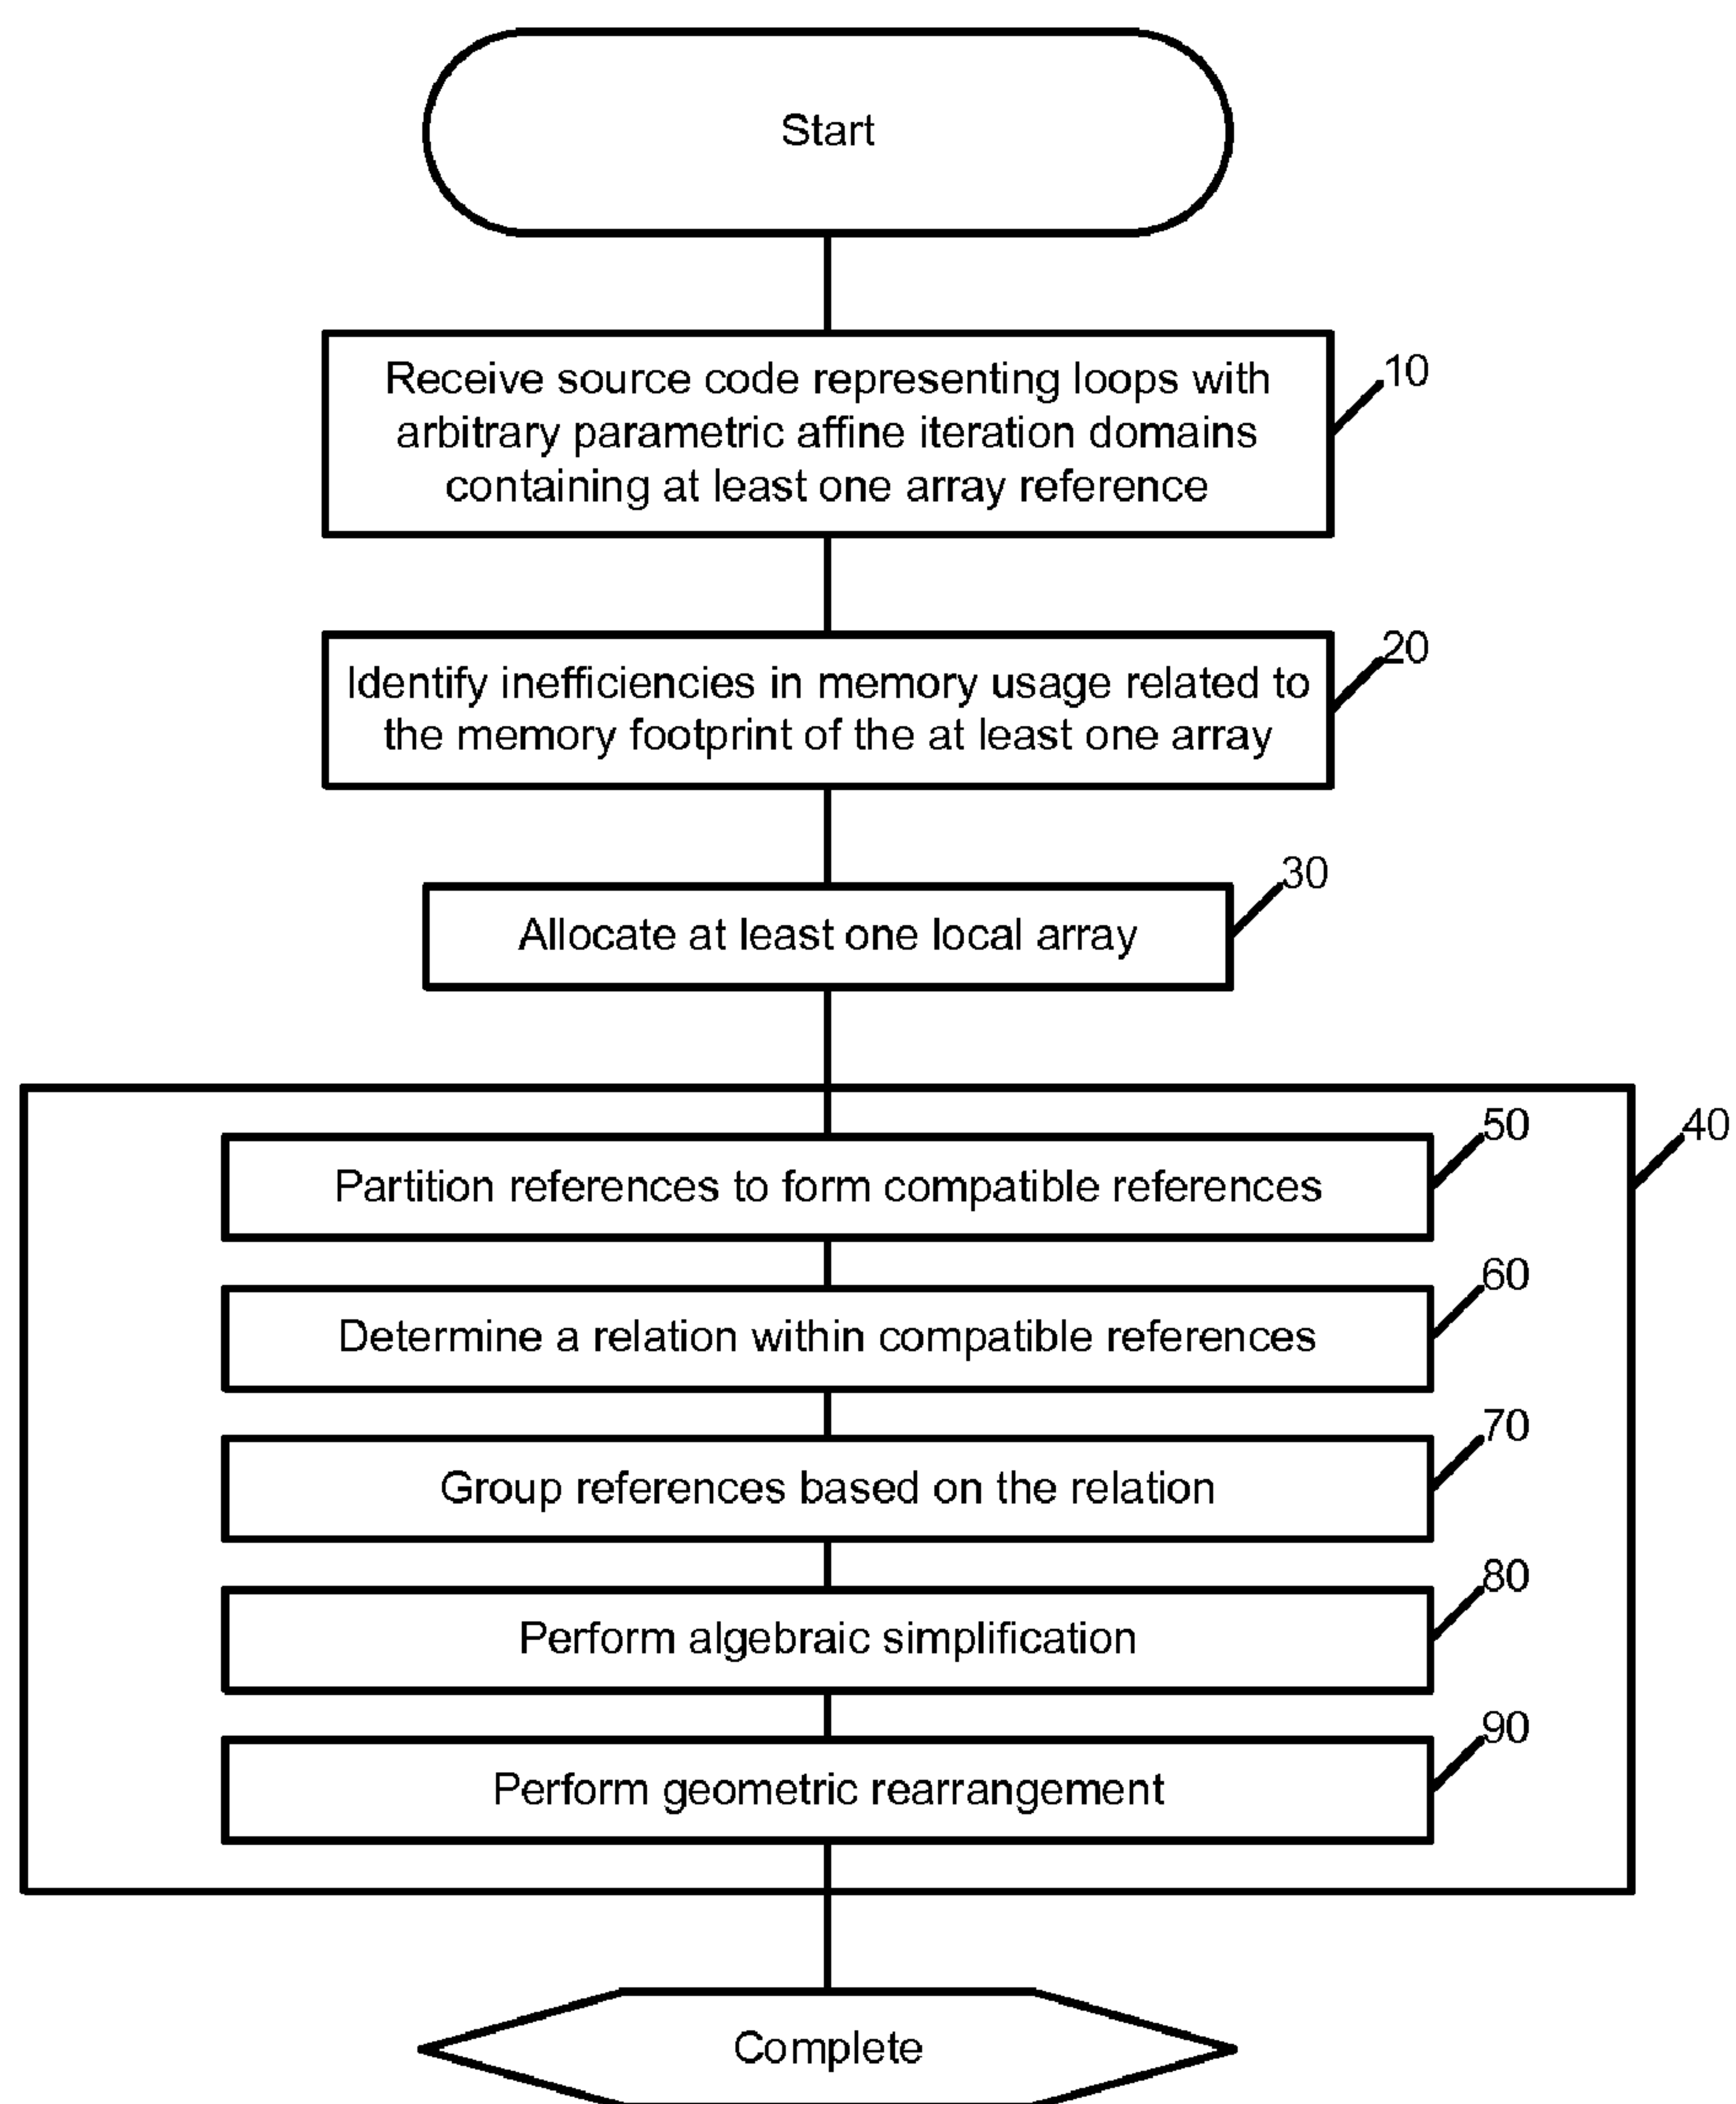 Start
Receive source code representing loops with
arbitrary parametric affine iteration domains
containing at least one array reference
10
Identify inefficiencies in memory usage related to
the memory footprint of the at least one array
20
Allocate at least one local array
30
40
Partition references to form compatible references
50
Determine a relation within compatible references
60
Group references based on the relation
70
Perform algebraic simplification
80
Perform geometric rearrangement
90
Complete